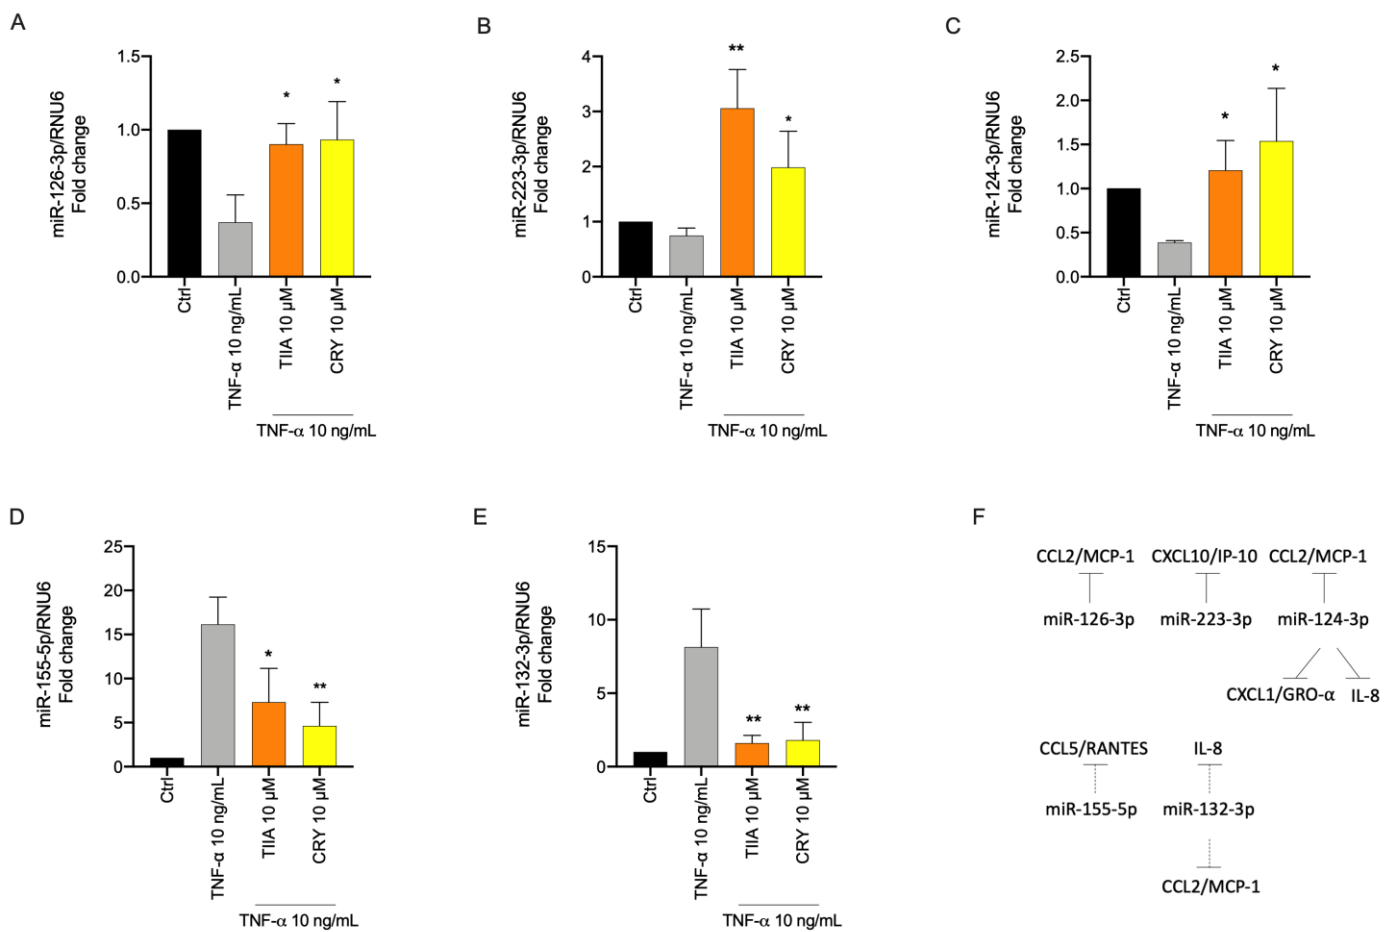 A
miR-126-3p/RNU6
Fold change
1.5
1.0
0.5
0.0
*
*
Ctrl
TNF-α 10 ng/mL
TIIA 10 µM
CRY 10 µM
TNF-α 10 ng/mL
B
miR-223-3p/RNU6
Fold change
4
3
2
1
0
**
*
Ctrl
TNF-α 10 ng/mL
TIIA 10 µM
CRY 10 µM
TNF-α 10 ng/mL
C
miR-124-3p/RNU6
Fold change
2.5
2.0
1.5
1.0
0.5
0.0
*
*
Ctrl
TNF-α 10 ng/mL
TIIA 10 µM
CRY 10 µM
TNF-α 10 ng/mL
D
miR-155-5p/RNU6
Fold change
25
20
15
10
5
0
*
**
Ctrl
TNF-α 10 ng/mL
TIIA 10 µM
CRY 10 µM
TNF-α 10 ng/mL
E
miR-132-3p/RNU6
Fold change
15
10
5
0
**
**
Ctrl
TNF-α 10 ng/mL
TIIA 10 µM
CRY 10 µM
TNF-α 10 ng/mL
F
CCL2/MCP-1 CXCL10/IP-10 CCL2/MCP-1
miR-126-3p miR-223-3p miR-124-3p
CXCL1/GRO-α IL-8
CCL5/RANTES IL-8
miR-155-5p miR-132-3p
CCL2/MCP-1